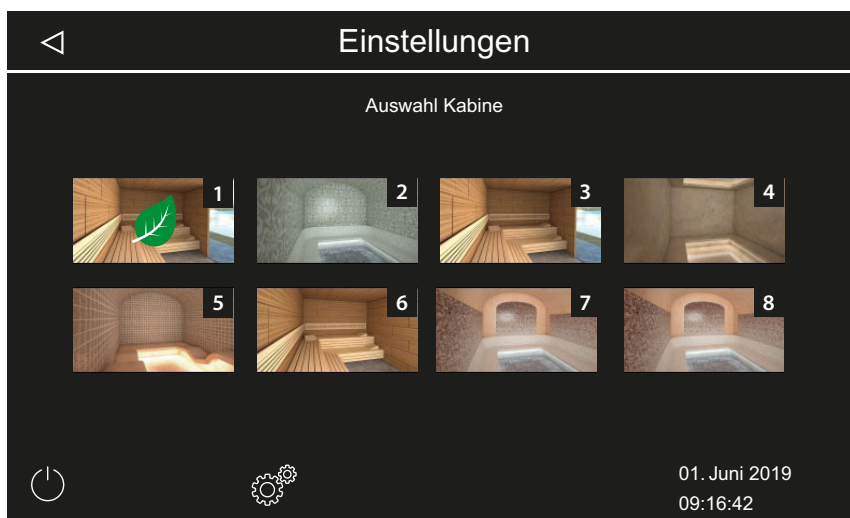 Einstellungen
Auswahl Kabine
1 2 3 4
5 6 7 8
01. Juni 2019
09:16:42